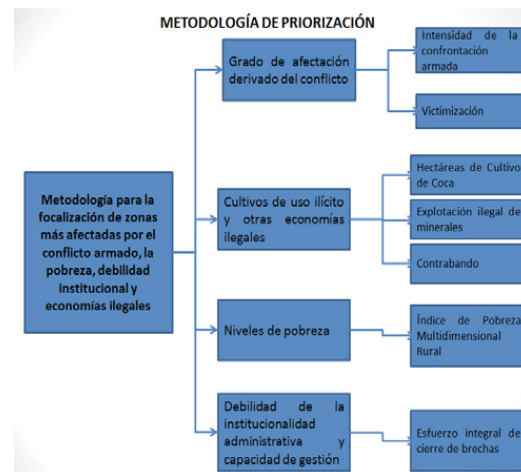 METODOLOGÍA DE PRIORIZACIÓN
Metodología para la
focalización de zonas
más afectadas por el
conflicto armado, la
pobreza, debilidad
institucional y
economías ilegales
Grado de afectación
derivado del conflicto
Intensidad de la
confrontación
armada
Victimización
Cultivos de uso ilícito
y otras economías
ilegales
Hectáreas de Cultivo
de Coca
Explotación ilegal de
minerales
Contrabando
Niveles de pobreza
Índice de Pobreza
Multidimensional
Rural
Debilidad de la
institucionalidad
administrativa y
capacidad de gestión
Esfuerzo integral de
cierre de brechas